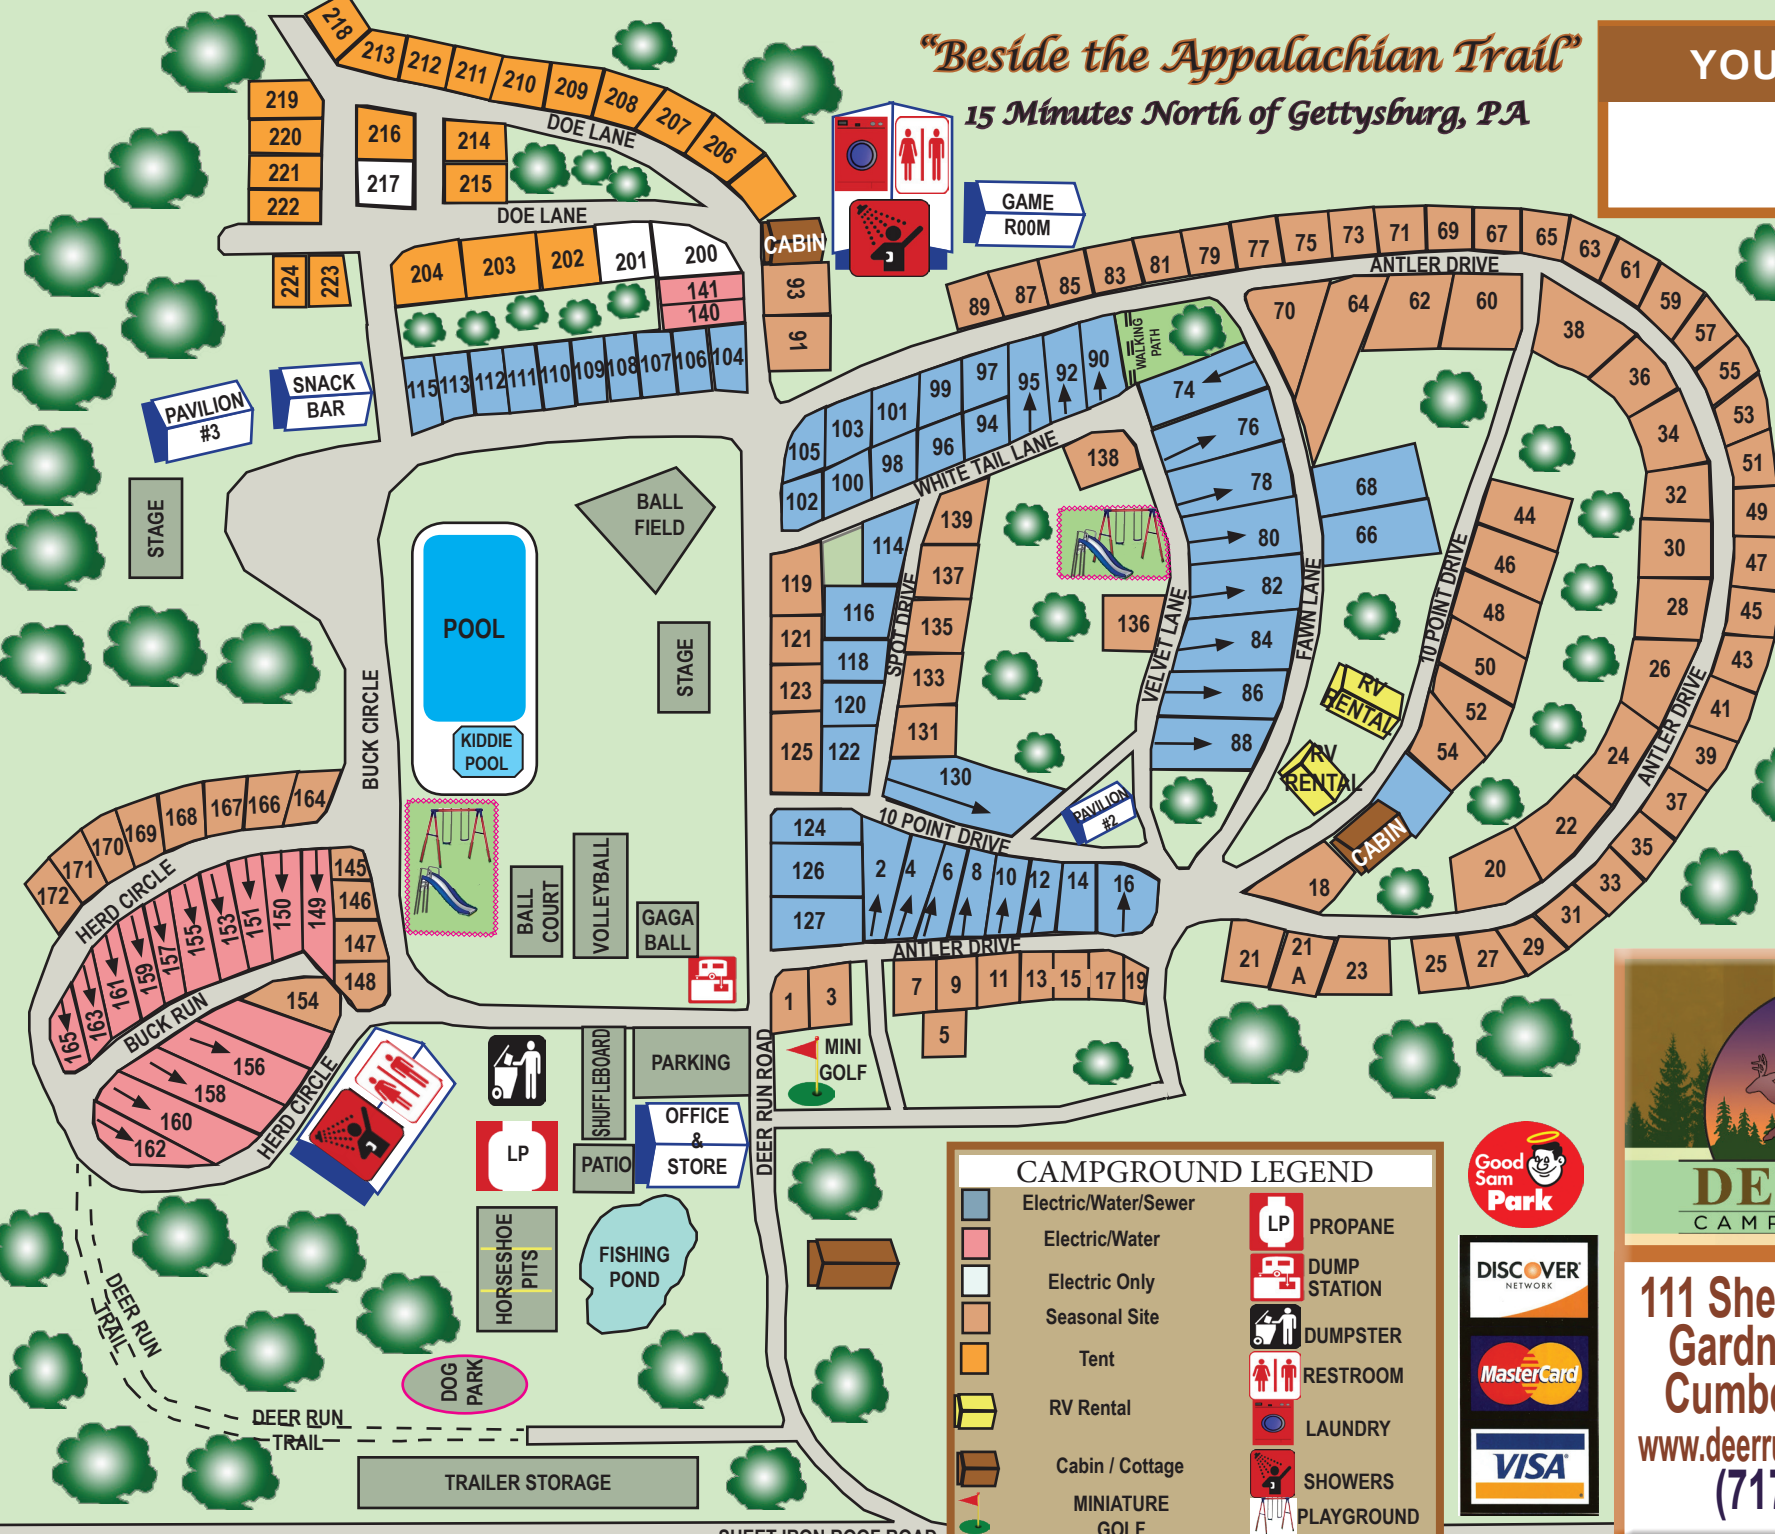 "Beside the Appalachian Trail"
15 Minutes North of Gettysburg, PA
YOU
218
213
212
211
210
209
208
207
206
DOE LANE
219
220
221
222
216
217
214
215
DOE LANE
224
223
204
203
202
201
200
141
140
CABIN
93
91
GAME
ROOM
115
113
112
111
110
109
108
107
106
104
SNACK
BAR
PAVILION
#3
STAGE
89
87
85
83
81
79
77
75
73
71
69
67
65
63
61
59
57
55
53
51
49
47
45
43
41
39
37
35
33
31
29
27
25
23
21
A
21
ANTLER DRIVE
70
64
62
60
38
36
34
32
30
28
26
24
22
20
18
ANTLER DRIVE
WALKING
PATH
105
103
101
99
97
95
92
90
102
100
98
96
94
WHITE TAIL LANE
138
74
76
78
80
82
84
86
88
68
66
FAWN LANE
VELVET LANE
10 POINT DRIVE
44
46
48
50
52
54
RV
RENTAL
RV
RENTAL
CABIN
136
139
137
135
133
131
130
SPOT DRIVE
114
116
118
120
122
119
121
123
125
PAVILION
#2
10 POINT DRIVE
124
126
127
2
4
6
8
10
12
14
16
ANTLER DRIVE
1
3
7
9
11
13
15
17
19
5
MINI
GOLF
DEER RUN ROAD
BALL
FIELD
POOL
KIDDIE
POOL
STAGE
BUCK CIRCLE
BALL
COURT
VOLLEYBALL
GAGA
BALL
164
166
167
168
169
170
171
172
HERD CIRCLE
145
146
147
148
149
150
151
153
155
157
159
161
163
165
BUCK RUN
154
156
158
160
162
HERD CIRCLE
SHUFFLEBOARD
PARKING
OFFICE
&
STORE
PATIO
LP
HORSESHOE
PITS
FISHING
POND
DOG
PARK
DEER RUN
TRAIL
DEER RUN
TRAIL
TRAILER STORAGE
CAMPGROUND LEGEND
Electric/Water/Sewer
Electric/Water
Electric Only
Seasonal Site
Tent
RV Rental
Cabin / Cottage
MINIATURE
GOLF
LP
PROPANE
DUMP
STATION
DUMPSTER
RESTROOM
LAUNDRY
SHOWERS
PLAYGROUND
Good
Sam
Park
DISCOVER
NETWORK
MasterCard
VISA
DE
CAMP
111 She
Gardn
Cumbe
www.deerru
(717
SHEET IRON ROOF ROAD